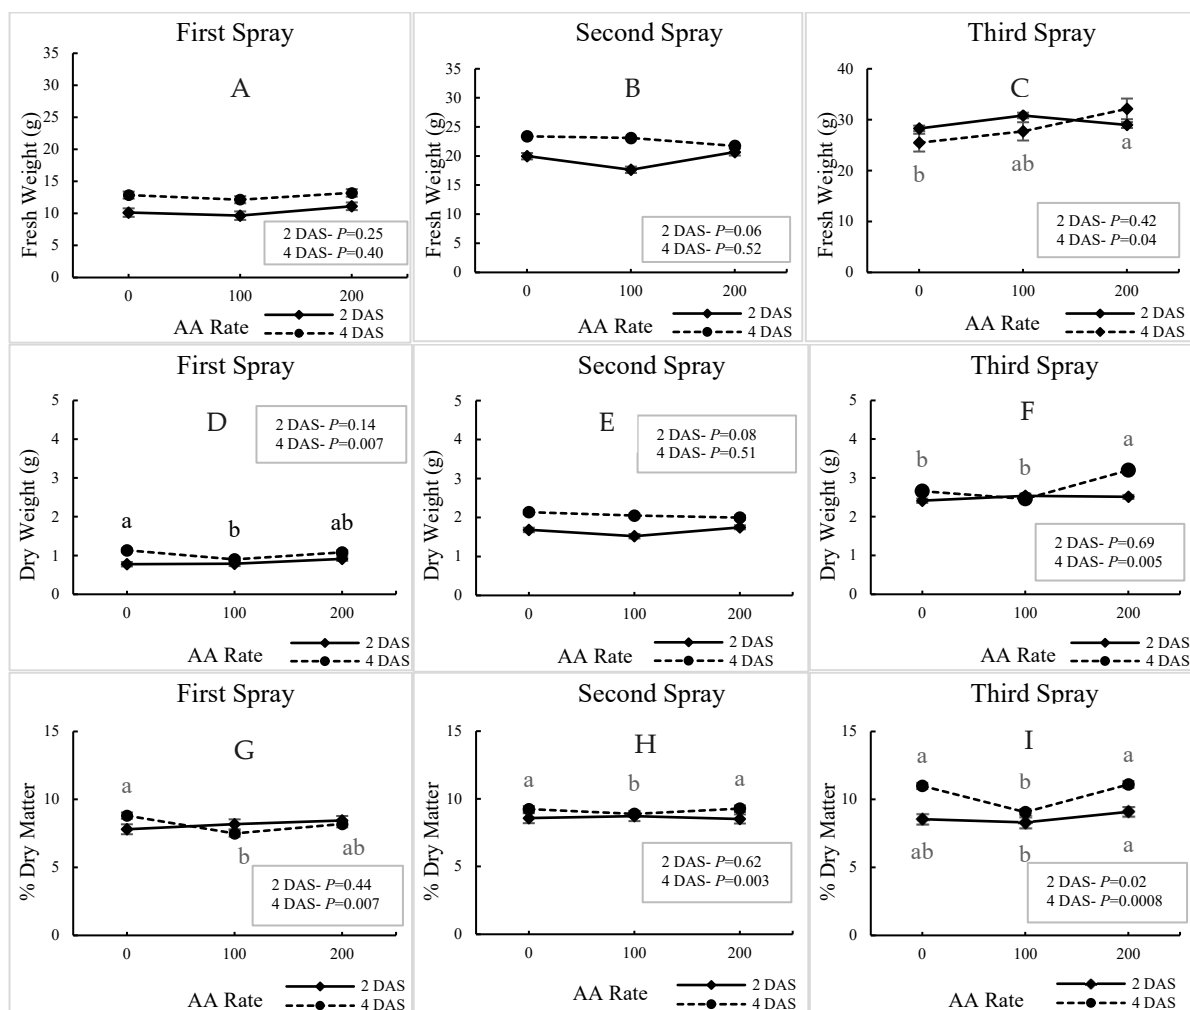 First Spray
35
30
25
20
15
10
5
0
Fresh Weight (g)
A
2 DAS- P=0.25
4 DAS- P=0.40
0 100 200
AA Rate
2 DAS
4 DAS
Second Spray
35
30
25
20
15
10
5
0
Fresh Weight (g)
B
2 DAS- P=0.06
4 DAS- P=0.52
0 100 200
AA Rate
2 DAS
4 DAS
Third Spray
40
30
20
10
0
Fresh Weight (g)
C
b ab a
2 DAS- P=0.42
4 DAS- P=0.04
0 100 200
AA Rate
2 DAS
4 DAS
First Spray
5
4
3
2
1
0
Dry Weight (g)
D
2 DAS- P=0.14
4 DAS- P=0.007
a b ab
0 100 200
AA Rate
2 DAS
4 DAS
Second Spray
5
4
3
2
1
0
Dry Weight (g)
E
2 DAS- P=0.08
4 DAS- P=0.51
0 100 200
AA Rate
2 DAS
4 DAS
Third Spray
5
4
3
2
1
0
Dry Weight (g)
F
b b a
2 DAS- P=0.69
4 DAS- P=0.005
0 100 200
AA Rate
2 DAS
4 DAS
First Spray
15
10
5
0
% Dry Matter
G
a b ab
2 DAS- P=0.44
4 DAS- P=0.007
0 100 200
AA Rate
2 DAS
4 DAS
Second Spray
15
10
5
0
% Dry Matter
H
a b a
2 DAS- P=0.62
4 DAS- P=0.003
0 100 200
AA Rate
2 DAS
4 DAS
Third Spray
15
10
5
0
% Dry Matter
I
a b a
ab b a
2 DAS- P=0.02
4 DAS- P=0.0008
0 100 200
AA Rate
2 DAS
4 DAS